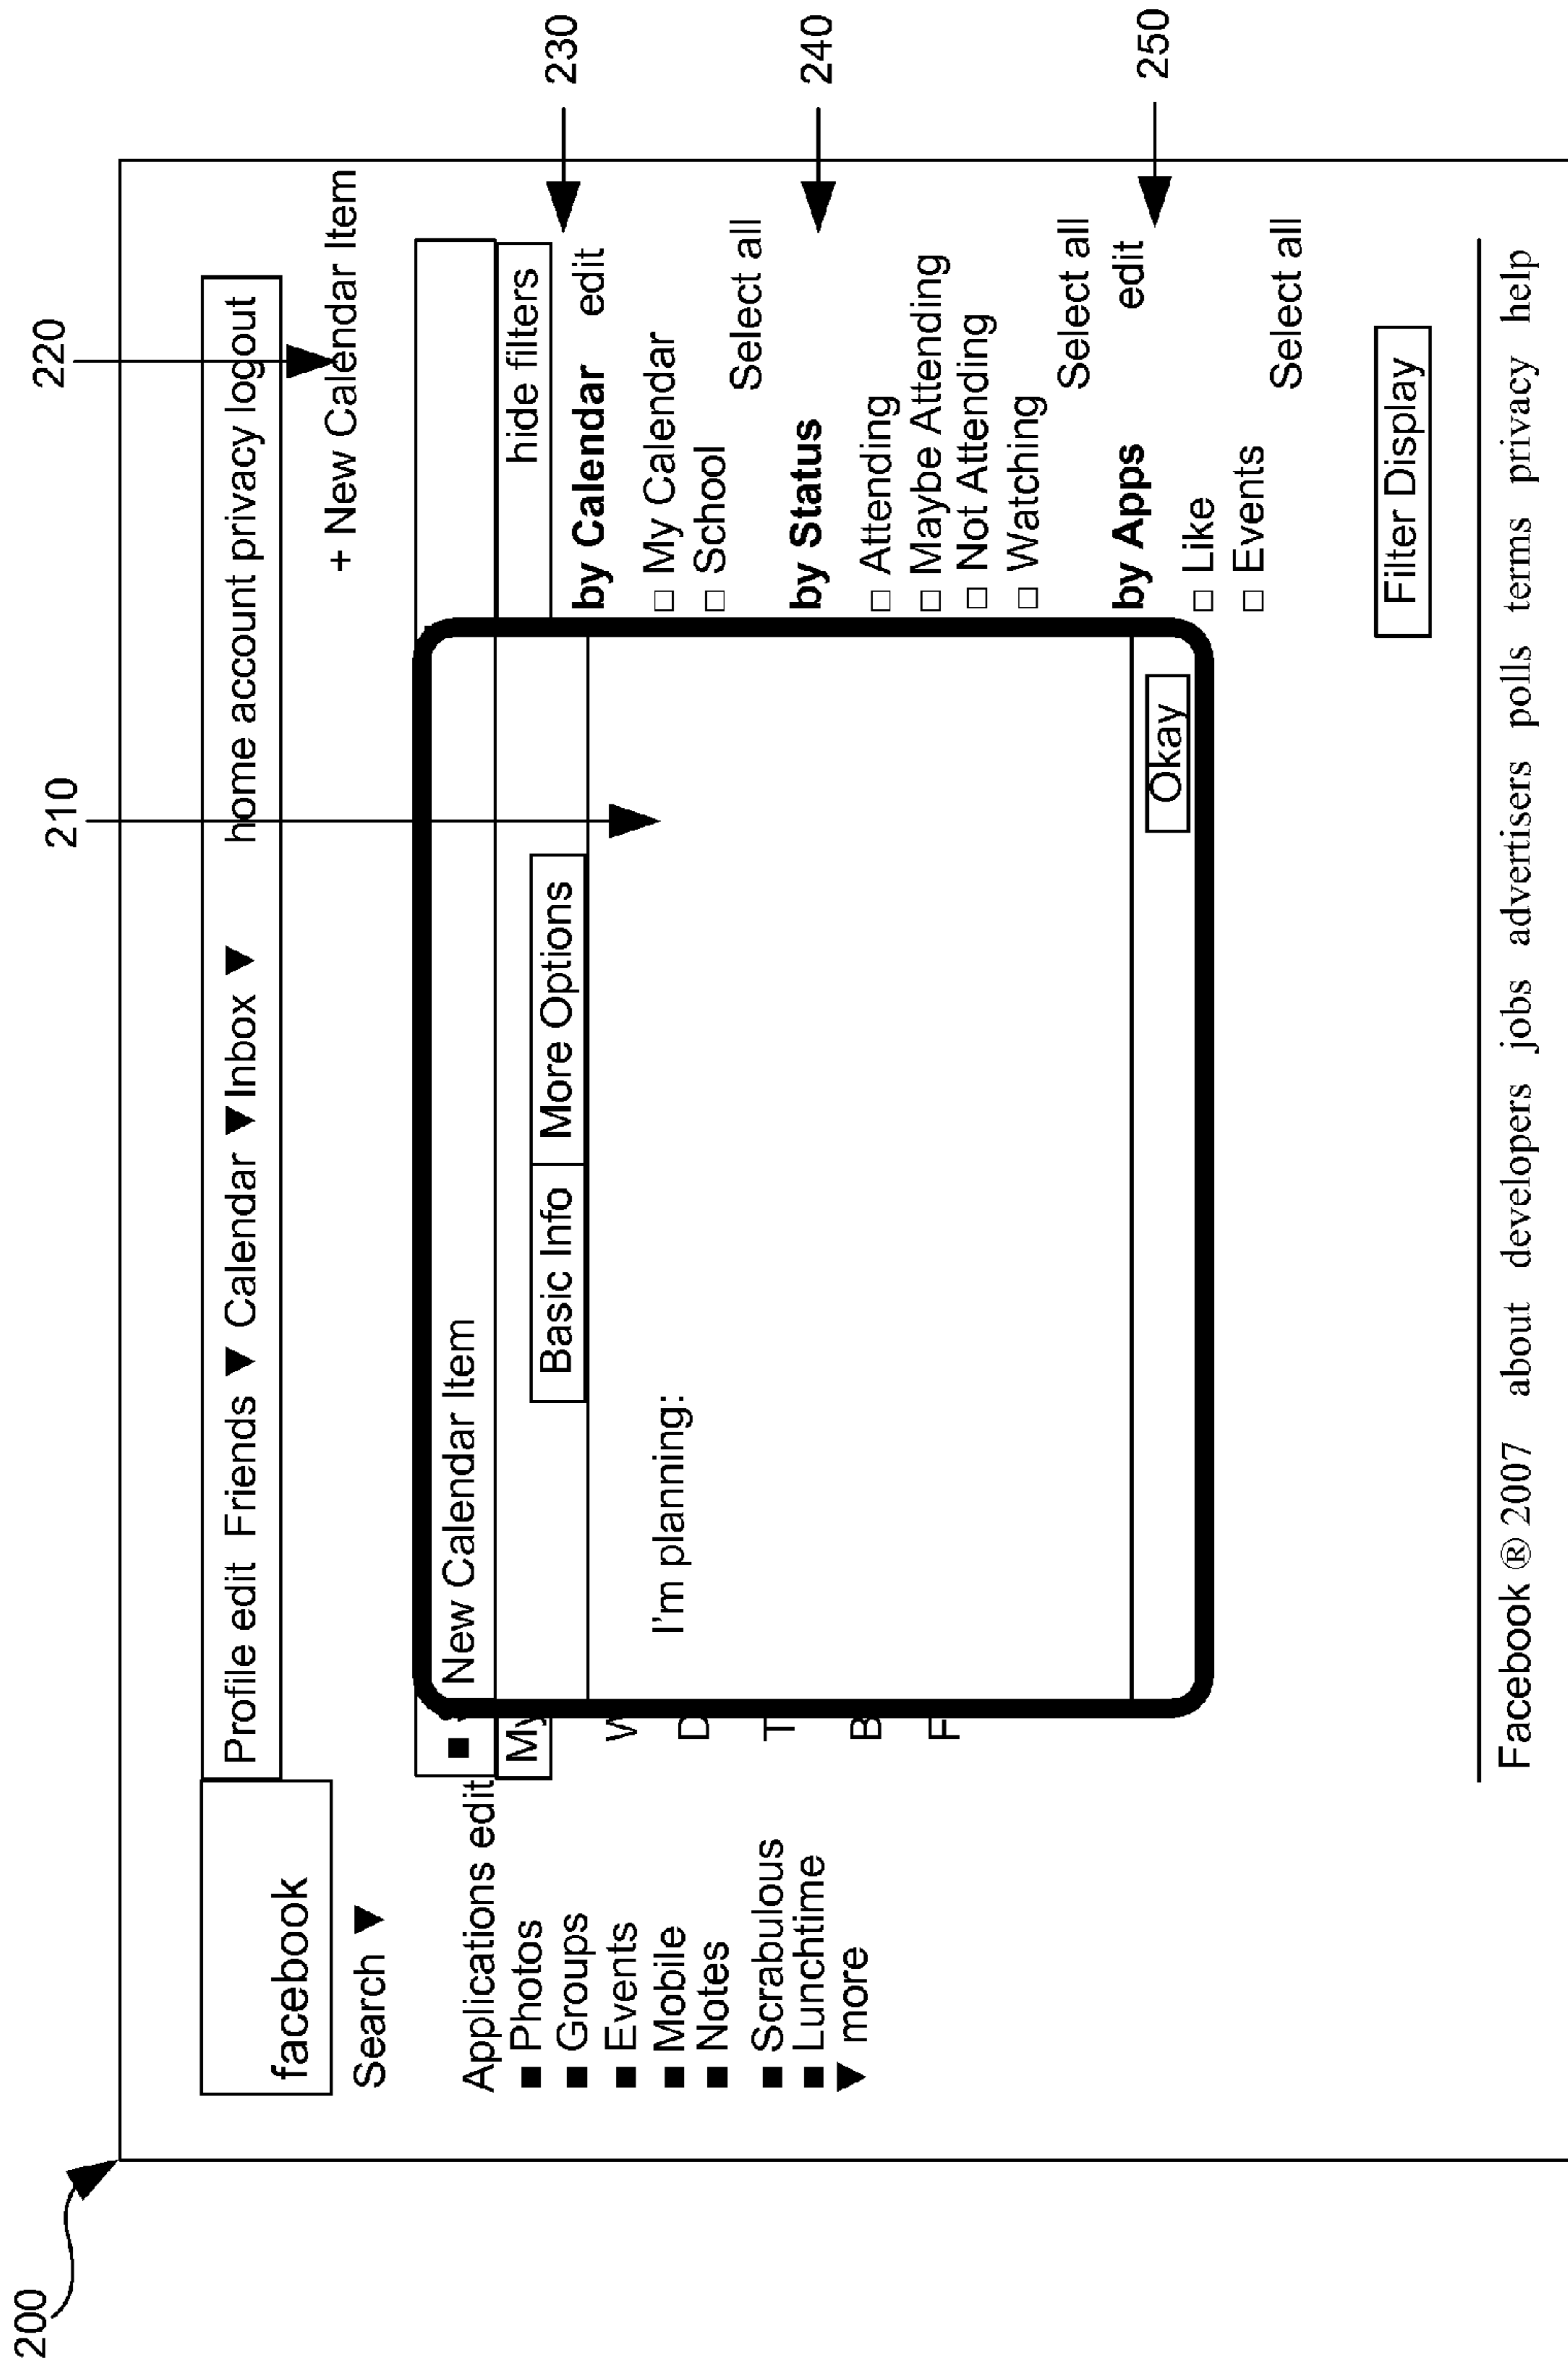 200
210
220
facebook
Profile edit Friends ▼ Calendar ▼ Inbox ▼ home account privacy logout
Search ▼
+ New Calendar Item
Applications edit
■ Photos
■ Groups
■ Events
■ Mobile
■ Notes
■ Scrabulous
■ Lunchtime
▼ more
■
My
W
D
T
B
F
New Calendar Item
Basic Info
More Options
I'm planning:
Okay
hide filters
by Calendar edit
230
□ My Calendar
□ School
Select all
by Status
240
□ Attending
□ Maybe Attending
□ Not Attending
□ Watching
Select all
by Apps edit
250
□ Like
□ Events
Select all
Filter Display
Facebook ® 2007 about developers jobs advertisers polls terms privacy help